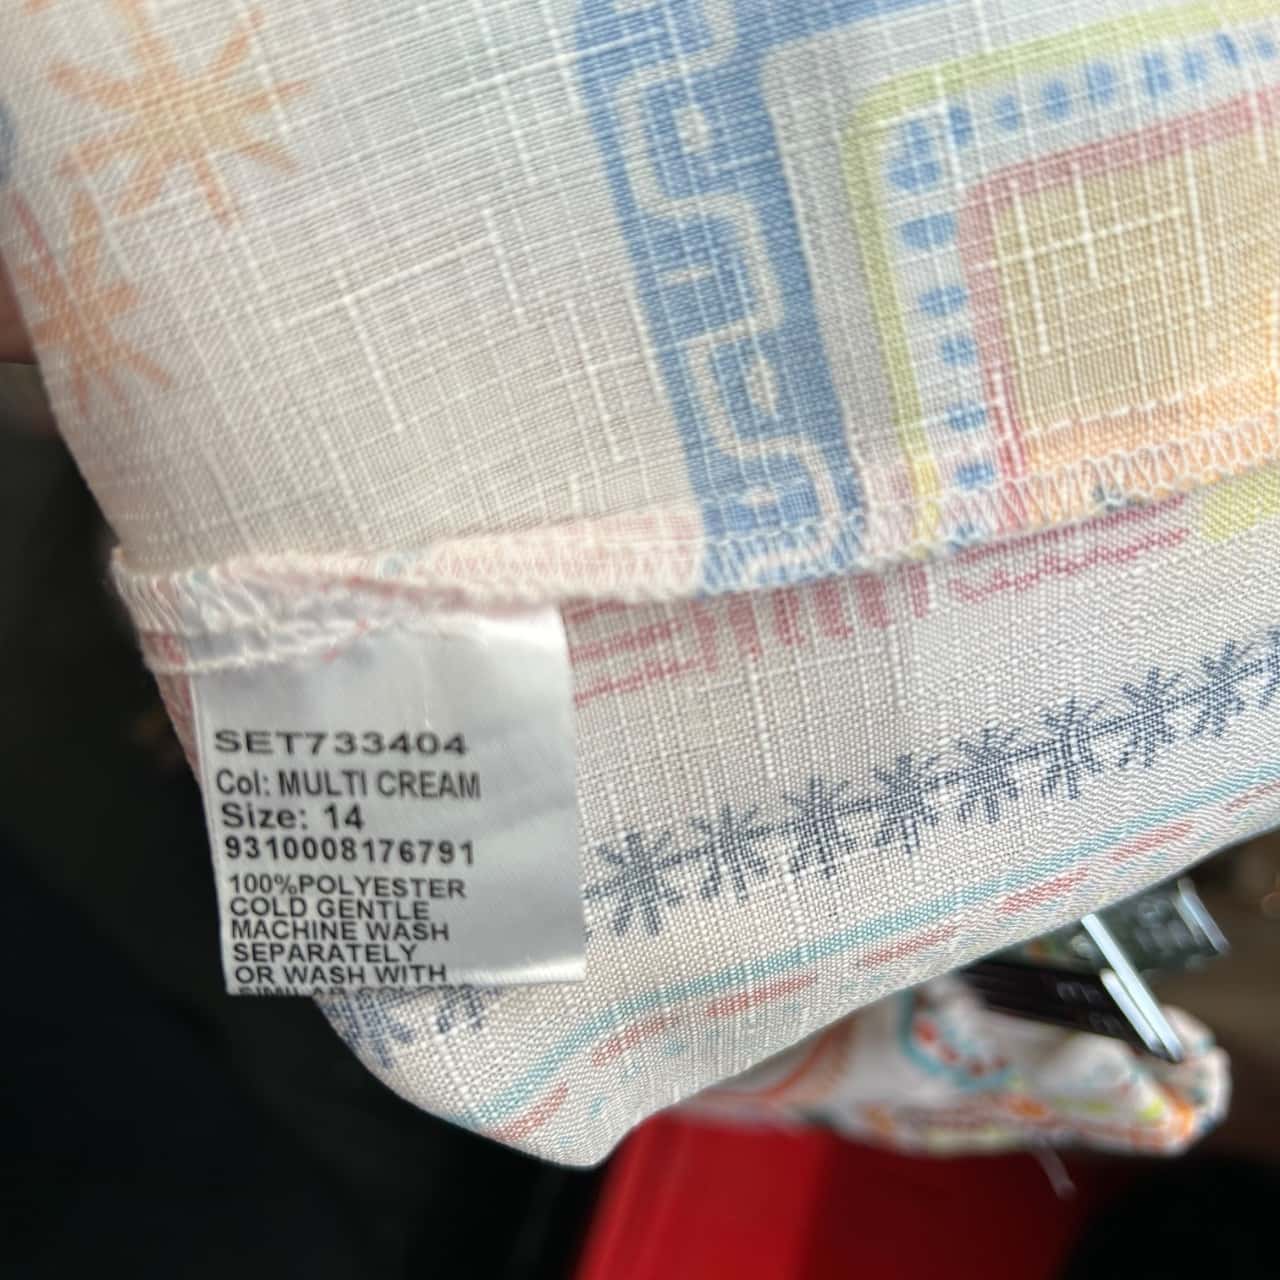 SET733404
Col: MULTI CREAM
Size: 14
9310008176791
100%POLYESTER
COLD GENTLE
MACHINE WASH
SEPARATELY
OR WASH WITH